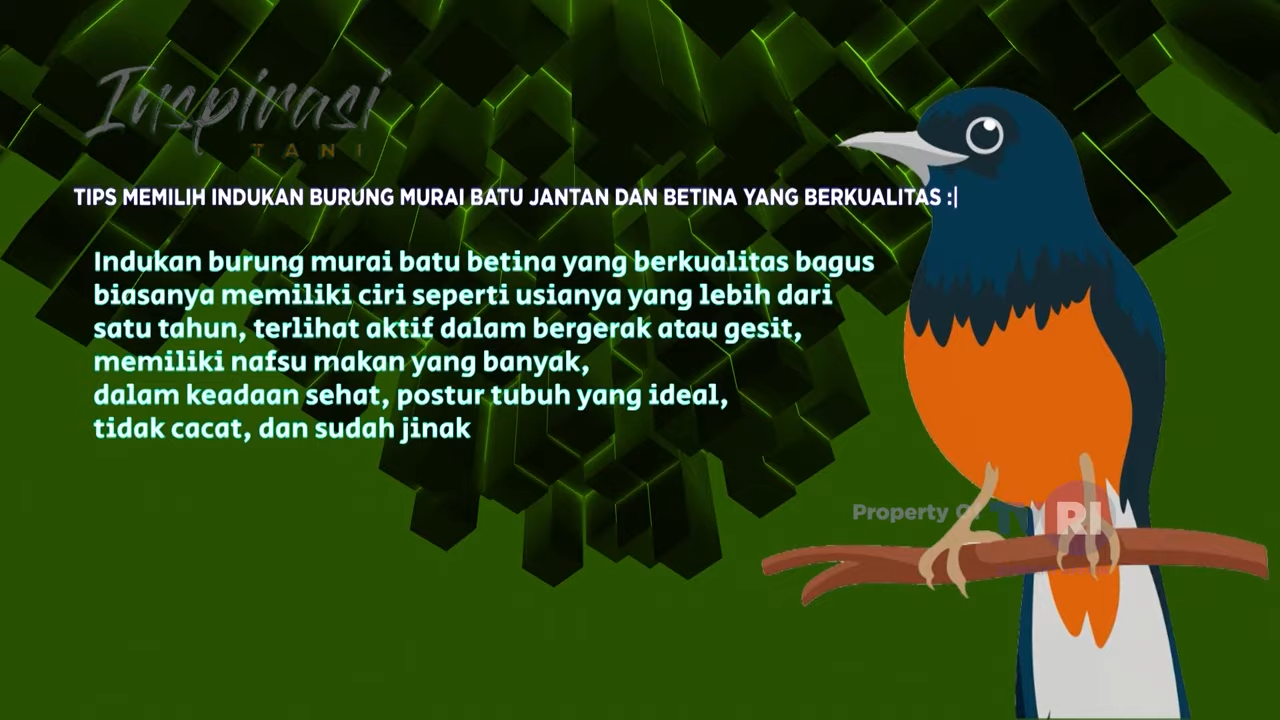 Inspirasi
TANI
TIPS MEMILIH INDUKAN BURUNG MURAI BATU JANTAN DAN BETINA YANG BERKUALITAS :
Indukan burung murai batu betina yang berkualitas bagus
biasanya memiliki ciri seperti usianya yang lebih dari
satu tahun, terlihat aktif dalam bergerak atau gesit,
memiliki nafsu makan yang banyak,
dalam keadaan sehat, postur tubuh yang ideal,
tidak cacat, dan sudah jinak
Property Of TVRI